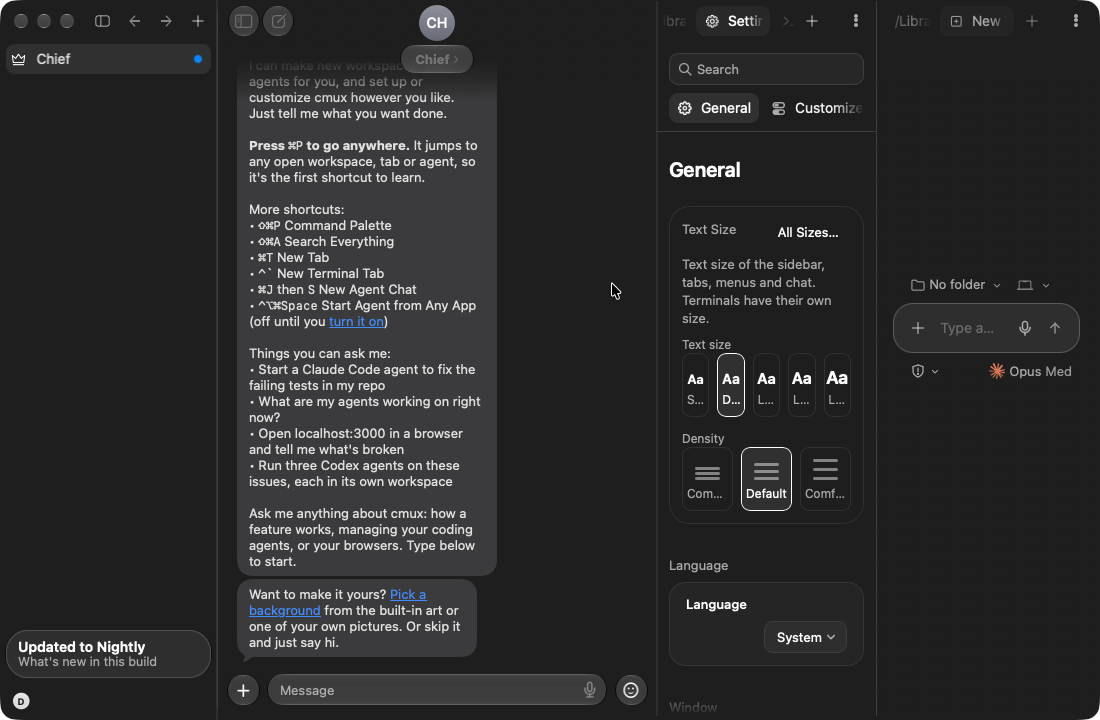 Chief
Updated to Nightly
What's new in this build
D
CH
Chief ›
I can make new workspac
agents for you, and set up or
customize cmux however you like.
Just tell me what you want done.
Press ⌘P to go anywhere. It jumps to
any open workspace, tab or agent, so
it's the first shortcut to learn.
More shortcuts:
• ⇧⌘P Command Palette
• ⇧⌘A Search Everything
• ⌘T New Tab
• ^` New Terminal Tab
• ⌘J then S New Agent Chat
• ^⌥⌘Space Start Agent from Any App
(off until you turn it on)
Things you can ask me:
• Start a Claude Code agent to fix the
failing tests in my repo
• What are my agents working on right
now?
• Open localhost:3000 in a browser
and tell me what's broken
• Run three Codex agents on these
issues, each in its own workspace
Ask me anything about cmux: how a
feature works, managing your coding
agents, or your browsers. Type below
to start.
Want to make it yours? Pick a
background from the built-in art or
one of your own pictures. Or skip it
and just say hi.
Message
Settin
Search
General
Customize
General
Text Size
All Sizes...
Text size of the sidebar,
tabs, menus and chat.
Terminals have their own
size.
Text size
Aa Aa Aa Aa Aa
S... D... L... L... L...
Density
Com... Default Comf...
Language
Language
System
Window
/Libra
New
No folder
Type a...
Opus Med